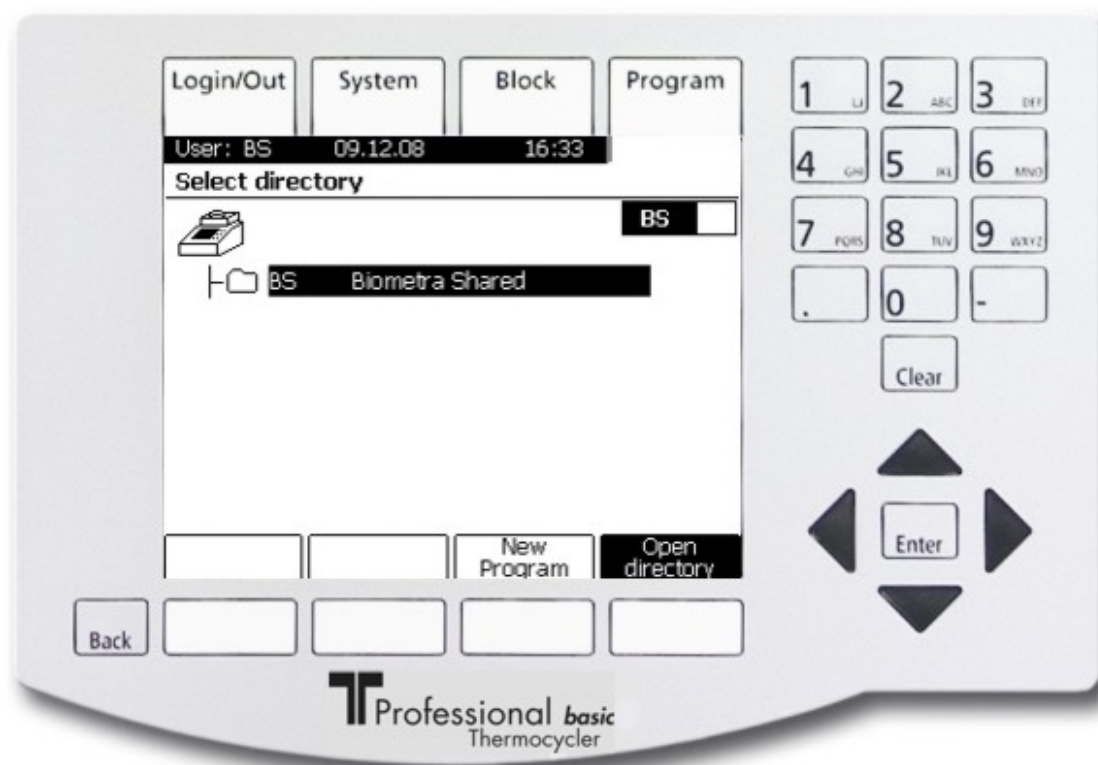 Login/Out System Block Program
User: BS 09.12.08 16:33
Select directory
BS
BS Biometra Shared
New Program
Open directory
Back
1 2 ABC 3 DEF
4 GHI 5 JKL 6 MNO
7 PQRS 8 TUV 9 WXYZ
. 0 -
Clear
Enter
TProfessional basic
Thermocycler